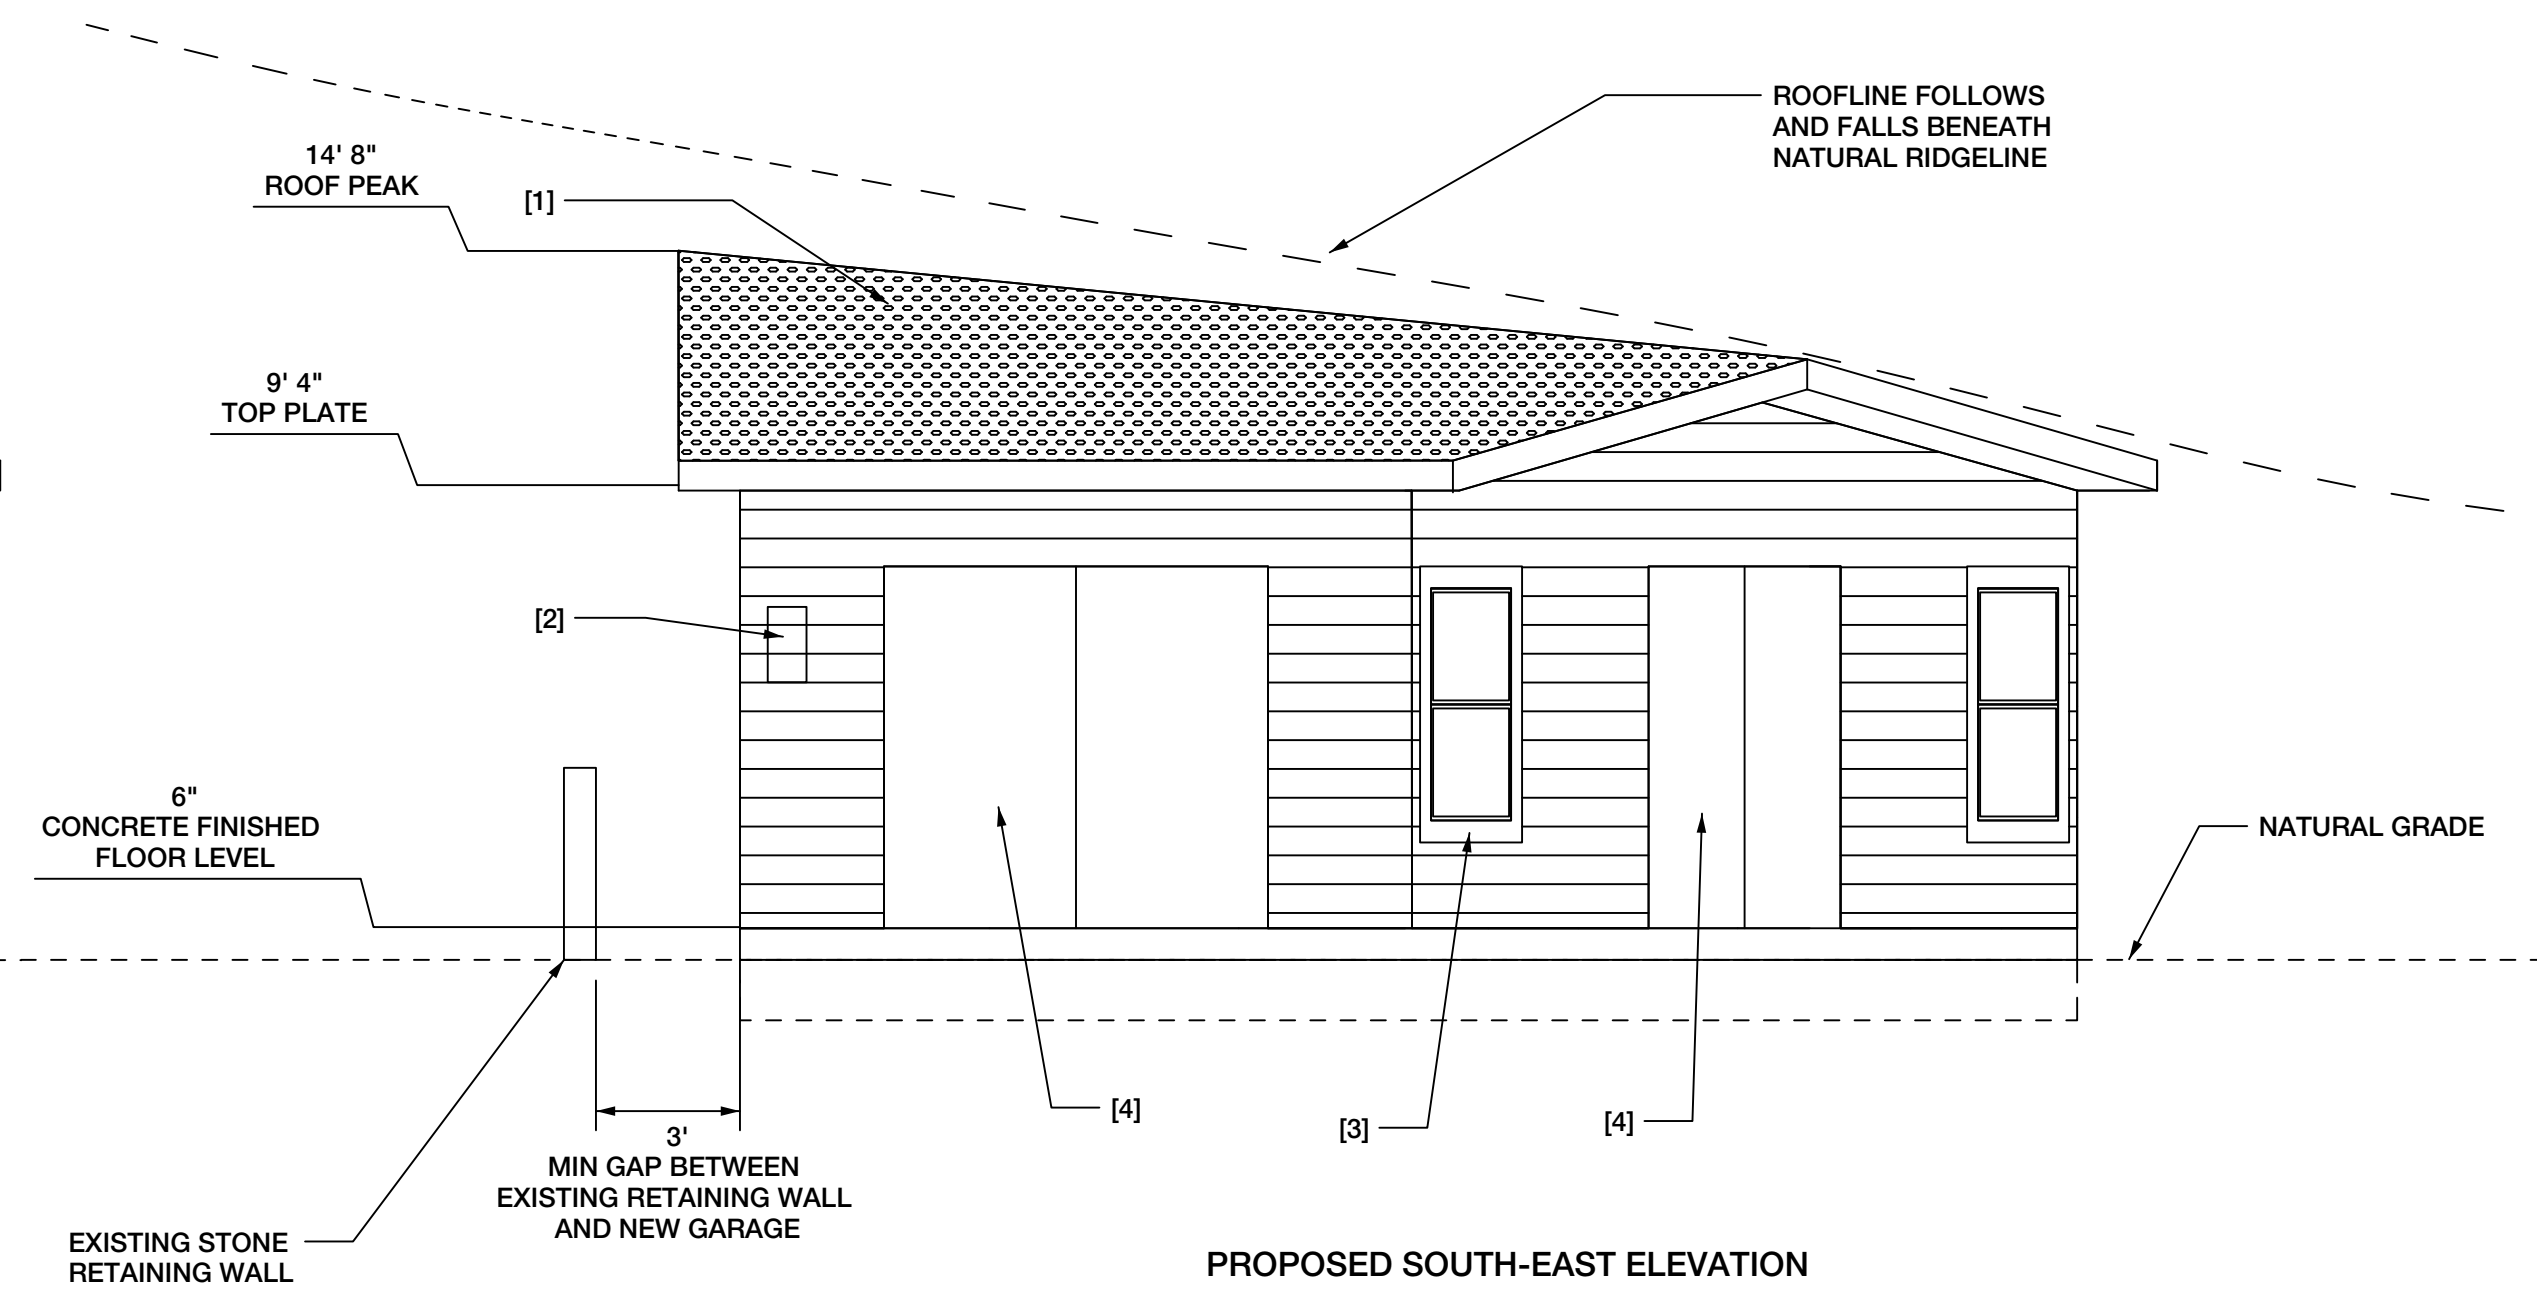 ROOFLINE FOLLOWS
AND FALLS BENEATH
NATURAL RIDGELINE
14' 8"
ROOF PEAK
[1]
9' 4"
TOP PLATE
[2]
6"
CONCRETE FINISHED
FLOOR LEVEL
NATURAL GRADE
[4]
[3]
[4]
3'
MIN GAP BETWEEN
EXISTING RETAINING WALL
AND NEW GARAGE
EXISTING STONE
RETAINING WALL
PROPOSED SOUTH-EAST ELEVATION